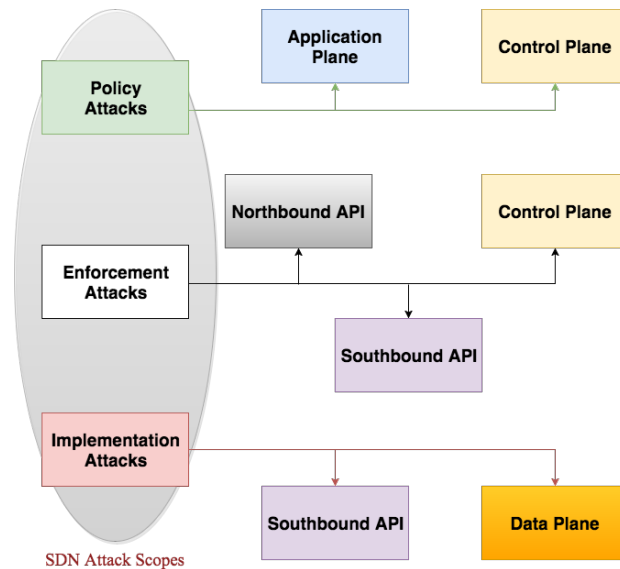 Application
Plane
Control Plane
Policy
Attacks
Northbound API
Control Plane
Enforcement
Attacks
Southbound API
Implementation
Attacks
Southbound API
Data Plane
SDN Attack Scopes